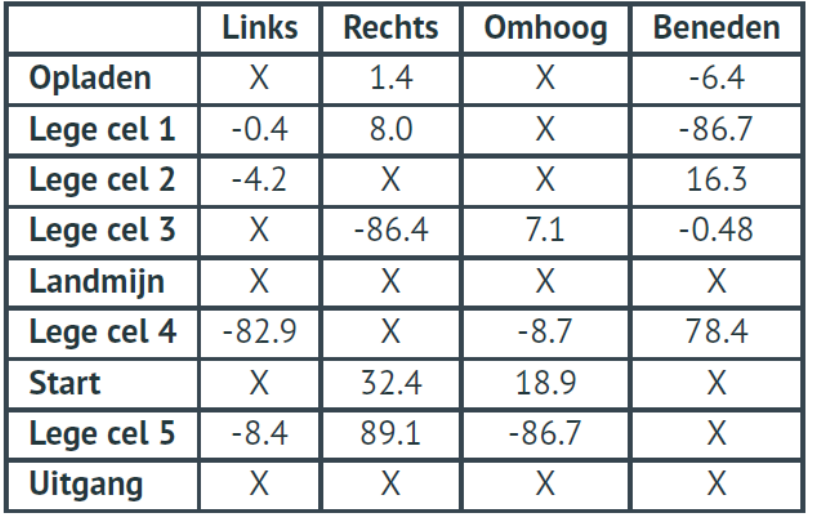 Links Rechts Omhoog Beneden
Opladen X 1.4 X -6.4
Lege cel 1 -0.4 8.0 X -86.7
Lege cel 2 -4.2 X X 16.3
Lege cel 3 X -86.4 7.1 -0.48
Landmijn X X X X
Lege cel 4 -82.9 X -8.7 78.4
Start X 32.4 18.9 X
Lege cel 5 -8.4 89.1 -86.7 X
Uitgang X X X X